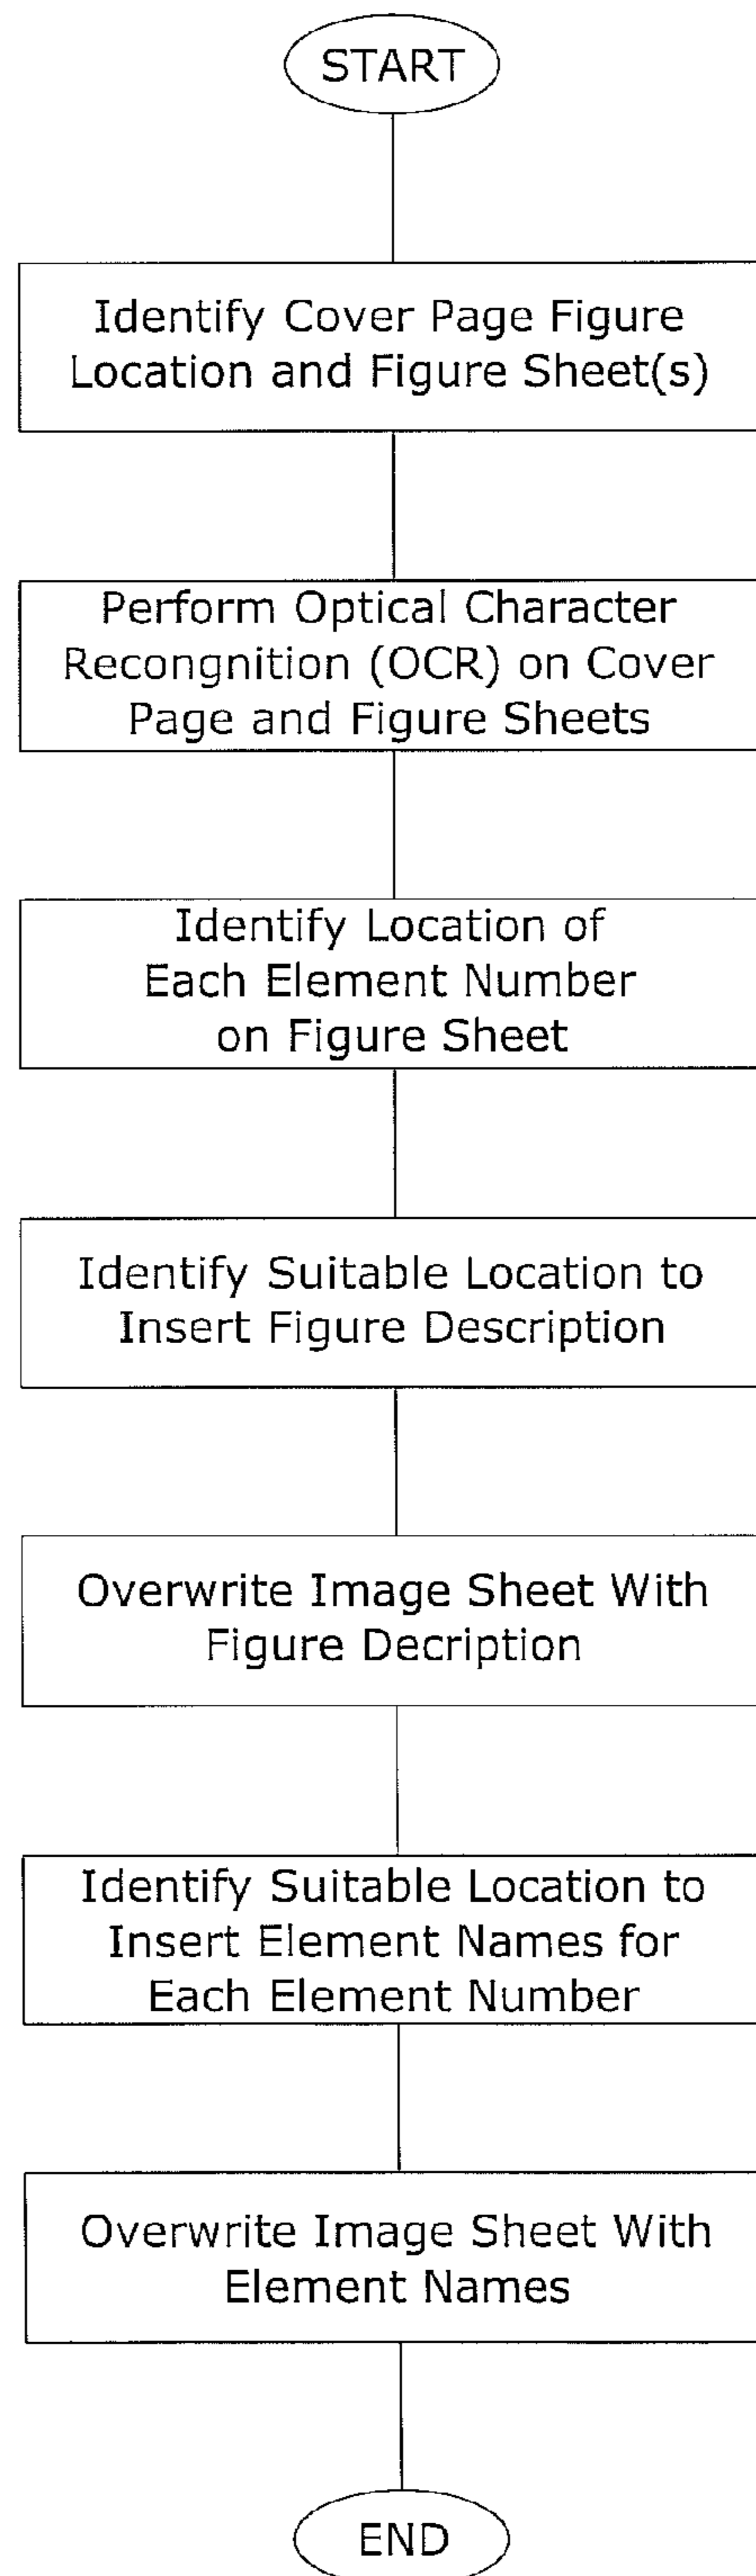 START
Identify Cover Page Figure
Location and Figure Sheet(s)
Perform Optical Character
Recongnition (OCR) on Cover
Page and Figure Sheets
Identify Location of
Each Element Number
on Figure Sheet
Identify Suitable Location to
Insert Figure Description
Overwrite Image Sheet With
Figure Decription
Identify Suitable Location to
Insert Element Names for
Each Element Number
Overwrite Image Sheet With
Element Names
END